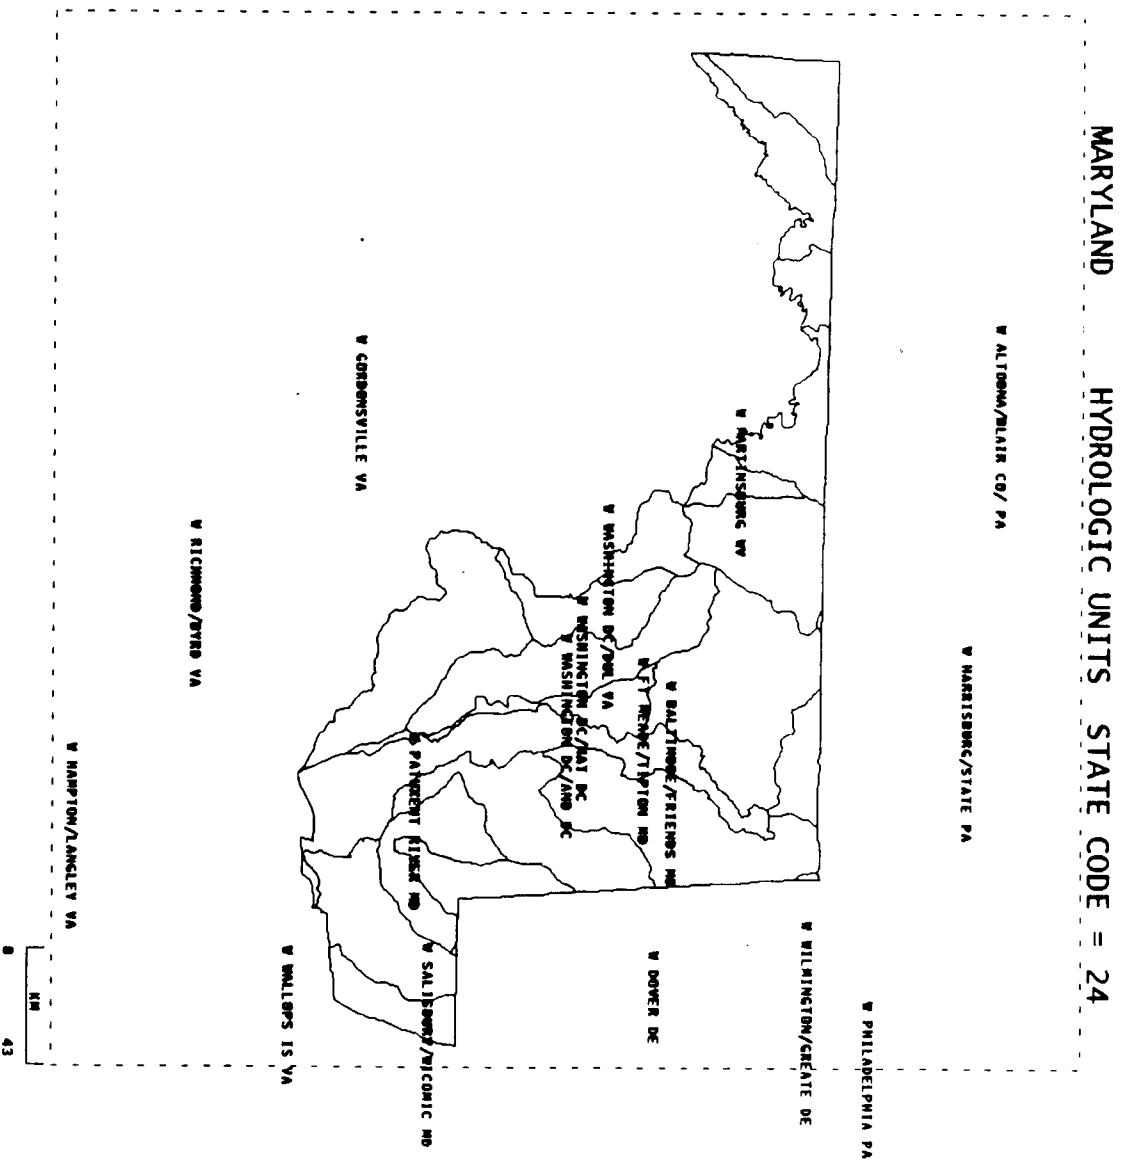 MARYLAND HYDROLOGIC UNITS STATE CODE = 24
W ALTOONA/BLAIR CO/ PA
W HARRISBURG/STATE PA
W PHILADELPHIA PA
W WILMINGTON/GREATE DE
W MARTINSBURG WV
W BALTIMORE/FRIENDS MD
W FT MEADE/TIPTON MD
W DOVER DE
W WASHINGTON DC/DUL VA
W WASHINGTON DC/NAT DC
W WASHINGTON DC/AND DC
W SALISBURY/WICOMIC MD
PATUXENT RIVER MD
W GORDONSVILLE VA
W WALLOPS IS VA
W RICHMOND/BYRD VA
W HAMPTON/LANGLEY VA
KM
43